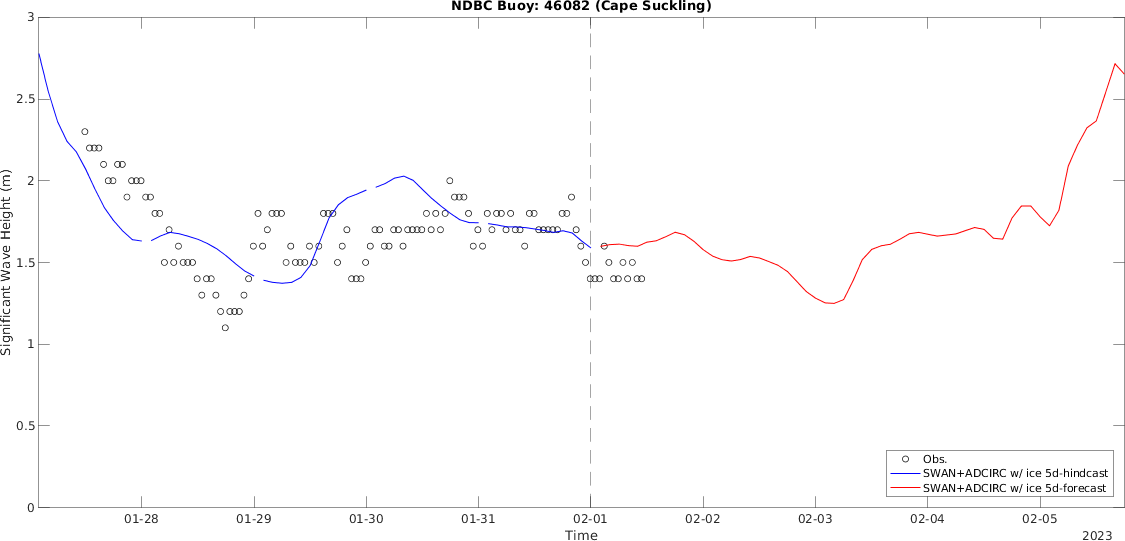 NDBC Buoy: 46082 (Cape Suckling)
3
2.5
2
1.5
1
0.5
0
Significant Wave Height (m)
01-28 01-29 01-30 01-31 02-01 02-02 02-03 02-04 02-05
Time
2023
Obs.
SWAN+ADCIRC w/ ice 5d-hindcast
SWAN+ADCIRC w/ ice 5d-forecast